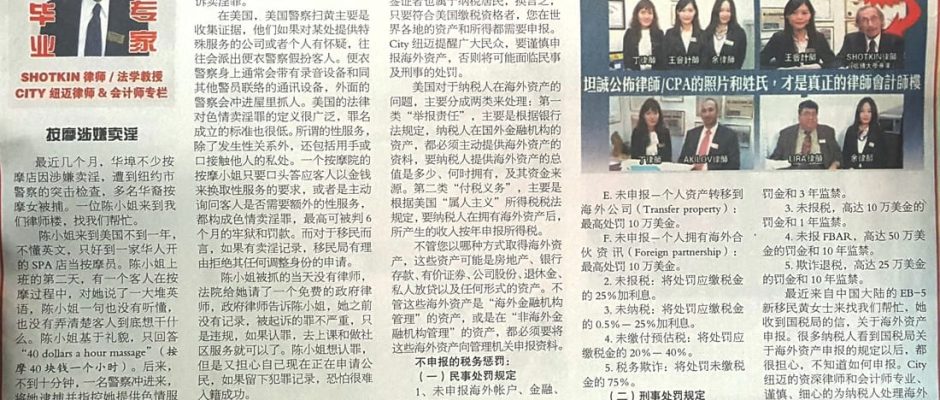 毕业
专家
SHOTKIN 律师 / 法学教授
CITY 纽迈律师 & 会计师专栏
按摩涉嫌卖淫
最近几个月，华埠不少按
摩店因涉嫌卖淫，遭到纽约市
警察的突击检查，多名华裔按
摩女被捕。一位陈小姐来到我
们律师楼，找我们帮忙。
陈小姐来到美国不到一年，
不懂英文，只好到一家华人开
的 SPA 店当按摩员。陈小姐上
班的第二天，有一个客人在按
摩过程中，对她说了一大堆英
语，陈小姐一句也没有听懂，
也没有弄清楚客人到底想干什
么。陈小姐基于礼貌，只回答
“40 dollars a hour massage”（按
摩 40 块钱一个小时）。后来，
不到十分钟，一名警察冲进来，
将她逮捕并指控她提供色情服
诉卖淫罪。
在美国，美国警察扫黄主要是
收集证据，他们如果对某处提供特
殊服务的公司或者个人有怀疑，往
往会派出便衣警察假扮客人。便衣
警察身上通常会带有录音设备和同
其他警员联络的通讯设备，外面的
警察会冲进屋里抓人。美国的法律
对色情卖淫罪的定义很广泛，罪名
成立的标准也很低。所谓的性服务，
除了发生性关系外，还包括用手或
口接触他人的私处。一个按摩院的
按摩小姐只要口头答应客人以金钱
来换取性服务的要求，或者是主动
询问客人是否需要额外的性服务，
都构成色情卖淫罪，最高可被判 6
个月的牢狱和罚款。而对于移民而
言，如果有卖淫记录，移民局有理
由拒绝其任何调整身份的申请。
陈小姐被抓的当天没有律师，
法院给她请了一个免费的政府律
师，政府律师告诉陈小姐，她之前
没有记录，被起诉的罪不严重，只
是违规，如果认罪，去上课和做社
区服务就可以了。陈小姐想认罪，
但是又担心自己现在正在申请公
民，如果留下犯罪记录，恐怕很难
入籍成功。
签证者也属于纳税居民，换言之，
只要符合美国缴税资格者，您在世
界各地的资产和所得都需要申报。
City 纽迈提醒广大民众，要谨慎申
报海外资产，否则将可能面临民事
及刑事的处罚。
美国对于纳税人在海外资产的
问题，主要分成两类来处理：第一
类 “举报责任”，主要是根据银行
法规定，纳税人在国外金融机构的
资产，都必须主动提供海外资产的
资料，要纳税人提供海外资产的总
值是多少、何时拥有，及其资金来
源。第二类 “付税义务”，主要是
根据美国 “属人主义” 所得税税法
规定，要纳税人在拥有海外资产后，
所产生的收入按年申报所得税。
不管您以哪种方式取得海外资
产，这些资产可能是房地产、银行
存款、有价证券、公司股份、退休金、
私人放贷以及任何形式的资产。不
管这些海外资产是 “海外金融机构
管理” 的资产，或是在 “非海外金
融机构管理” 的资产，都必须要将
这些海外资产向管理机关申报资料。
不申报的税务惩罚：
（一）民事处罚规定
1、未申报海外帐户、金融、
丁律師
王律師
余律師
王會計師
SHOTKIN律師
坦誠公佈律師/CPA的照片和姓氏，才是真正的律師會計師樓
丁律師
AKILOV律師
LIRA律師
余律師
E. 未申报－个人资产转移到
海外公司（Transfer property）：
最高处罚 10 万美金。
F. 未申报－个人拥有海外合
伙资讯（Foreign partnership）：
最高处罚 10 万美金。
2. 未报税：将处罚应缴税金
的 25%加利息。
3. 未纳税：将处罚应缴税金
的 0.5%－ 25%加利息。
4. 未缴付预估税：将处罚应
缴税金的 20%－ 40%。
5. 税务欺诈：将处罚未缴税
金的 75%。
（二）刑事处罚规定
罚金和 3 年监禁。
3. 未报税，高达 10 万美金的
罚金和 1 年监禁。
4. 未报 FBAR，高达 50 万美金
的罚金和 10 年监禁。
5. 欺诈退税，高达 25 万美金
的罚金和 10 年监禁。
最近来自中国大陆的 EB-5
新移民黄女士来找我们帮忙，她
收到国税局的信，关于海外资产
申报。很多纳税人看到国税局关
于海外资产申报的规定以后，都
很担心，不知道如何申报。City
纽迈的资深律师和会计师专业、
谨慎、细心的为纳税人处理海外